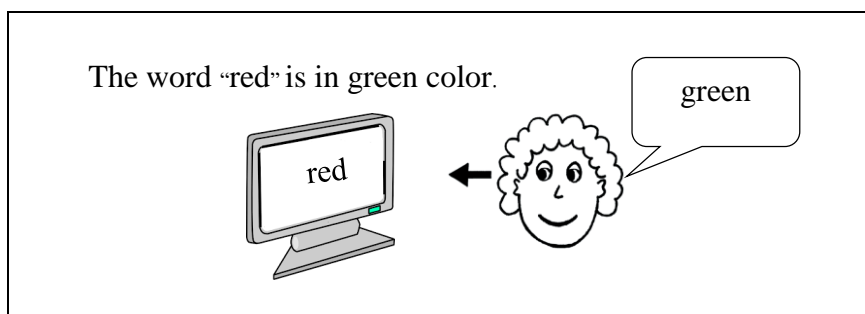 The word “red” is in green color.
green
red